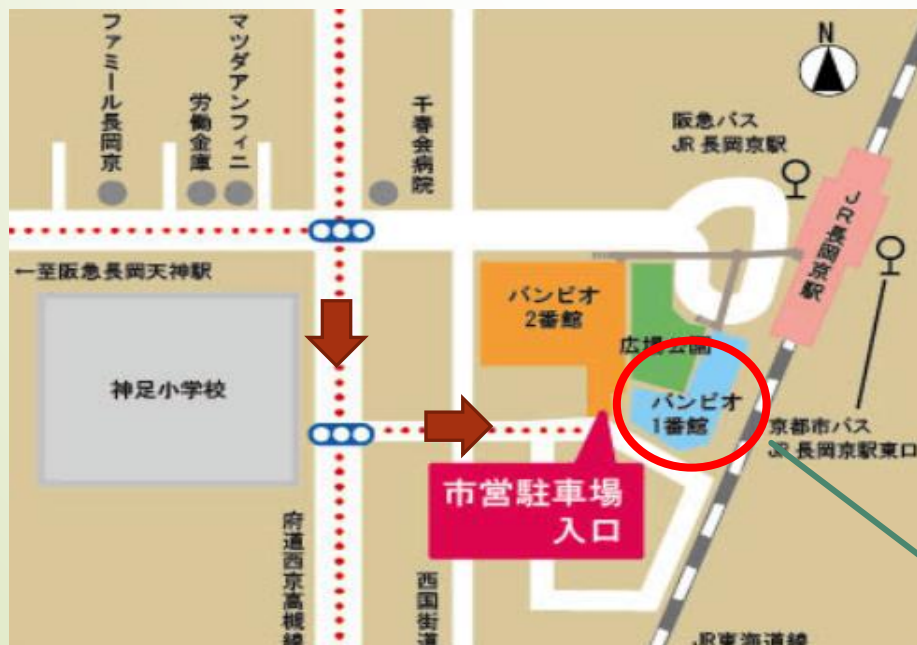 ファミール長岡京
労働金庫
マツダアンフィニ
千春会病院
N
阪急バス
JR 長岡京駅
JR長岡京駅
←至阪急長岡天神駅
バンビオ
2番館
広場公園
神足小学校
バンビオ
1番館
京都市バス
JR 長岡京駅東口
市営駐車場
入口
府道西京高槻線
西国街道
JR東海道線